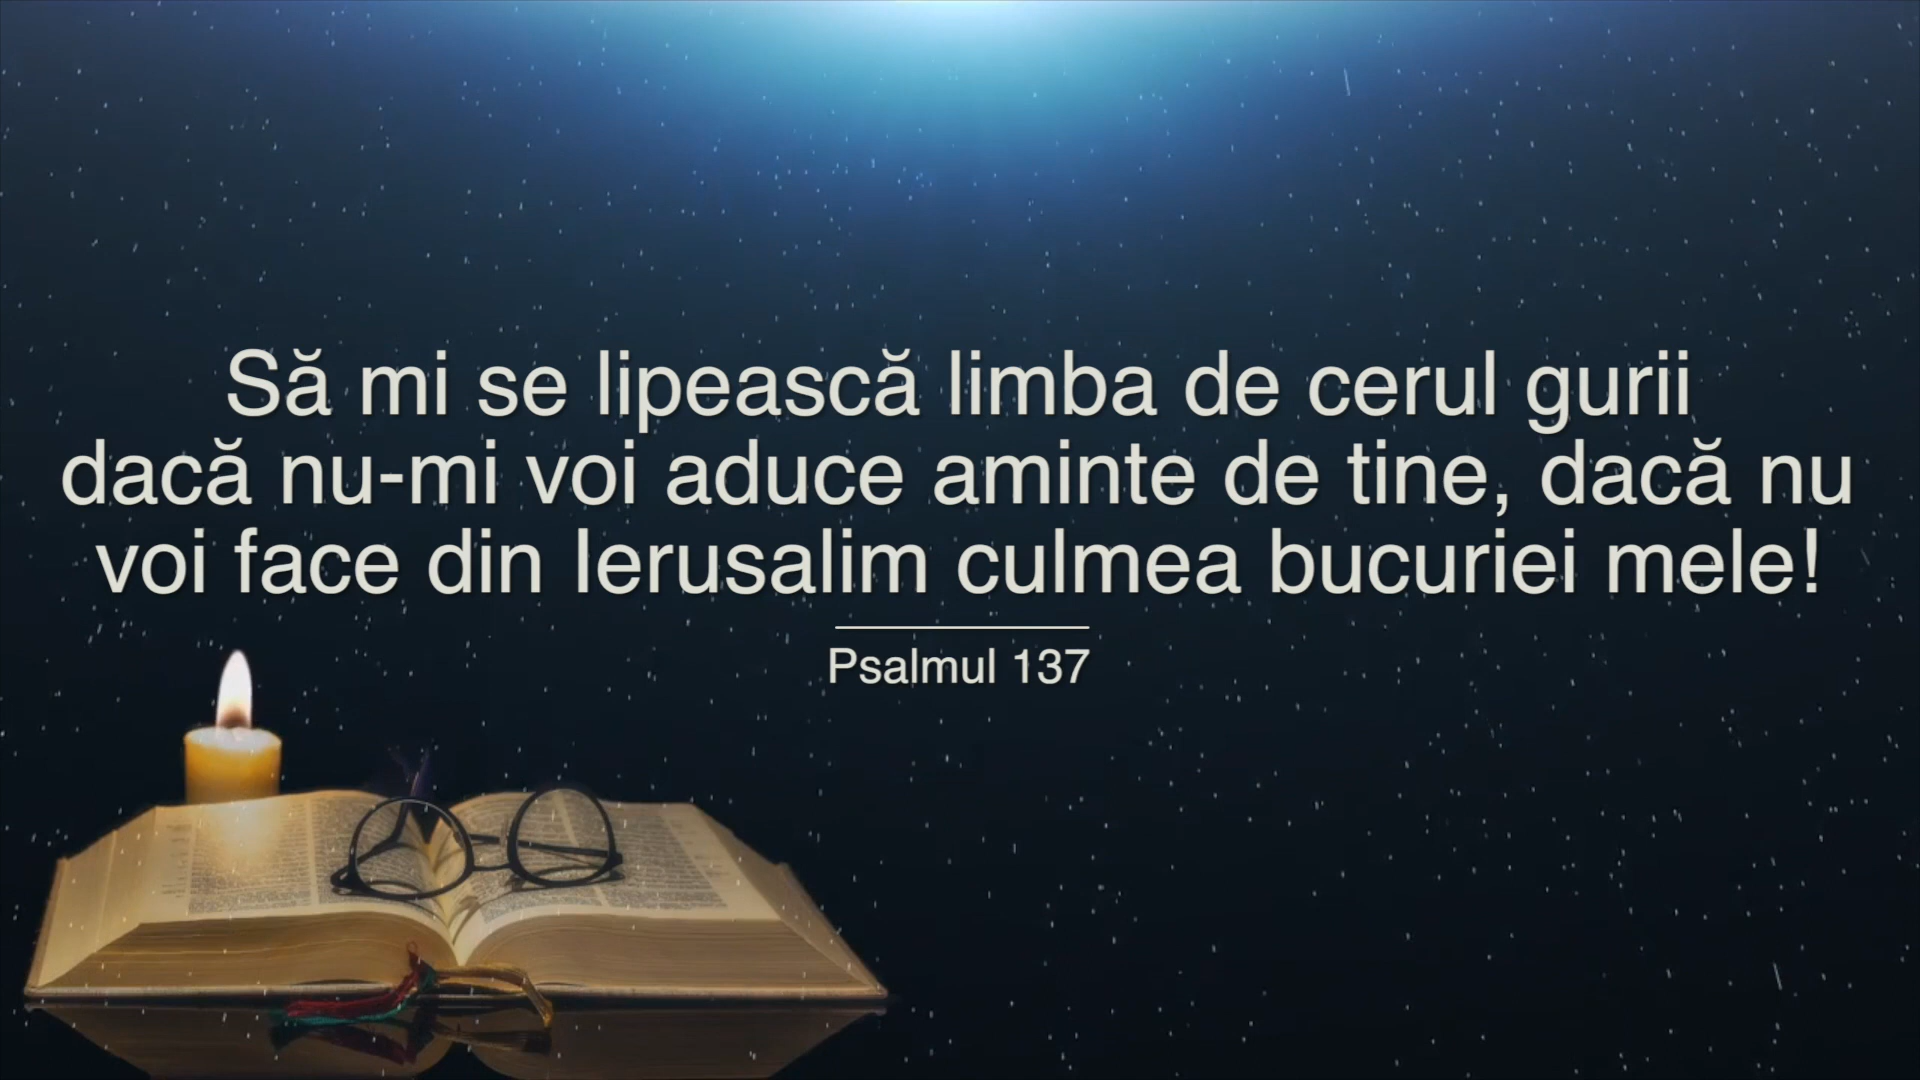 Să mi se lipească limba de cerul gurii
dacă nu-mi voi aduce aminte de tine, dacă nu
voi face din Ierusalim culmea bucuriei mele!
Psalmul 137